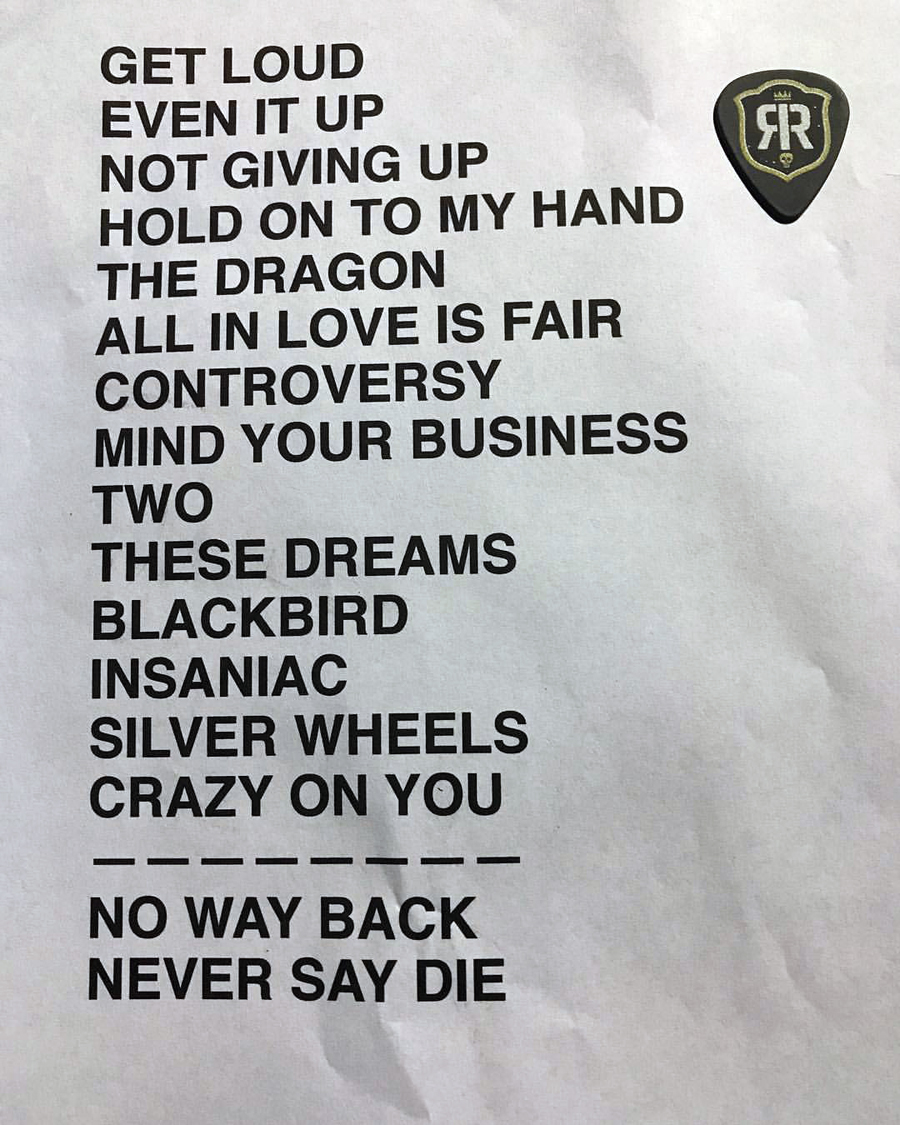 GET LOUD
EVEN IT UP
NOT GIVING UP
HOLD ON TO MY HAND
THE DRAGON
ALL IN LOVE IS FAIR
CONTROVERSY
MIND YOUR BUSINESS
TWO
THESE DREAMS
BLACKBIRD
INSANIAC
SILVER WHEELS
CRAZY ON YOU
— — — — — — — —
NO WAY BACK
NEVER SAY DIE
RR